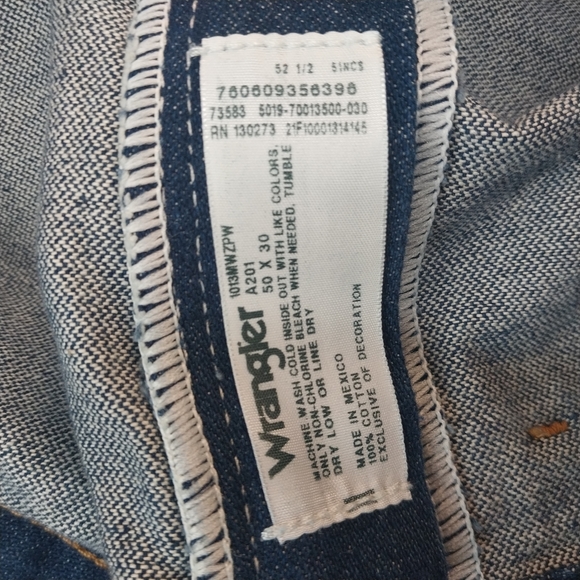 52 1/2 51NCS
760609356396
73583 5019-70013500-030
RN 130273 21F10001314145
Wrangler
1013MWZPW
A201
50 X 30
MACHINE WASH COLD INSIDE OUT WITH LIKE COLORS.
ONLY NON-CHLORINE BLEACH WHEN NEEDED. TUMBLE
DRY LOW OR LINE DRY
MADE IN MEXICO
100% COTTON
EXCLUSIVE OF DECORATION